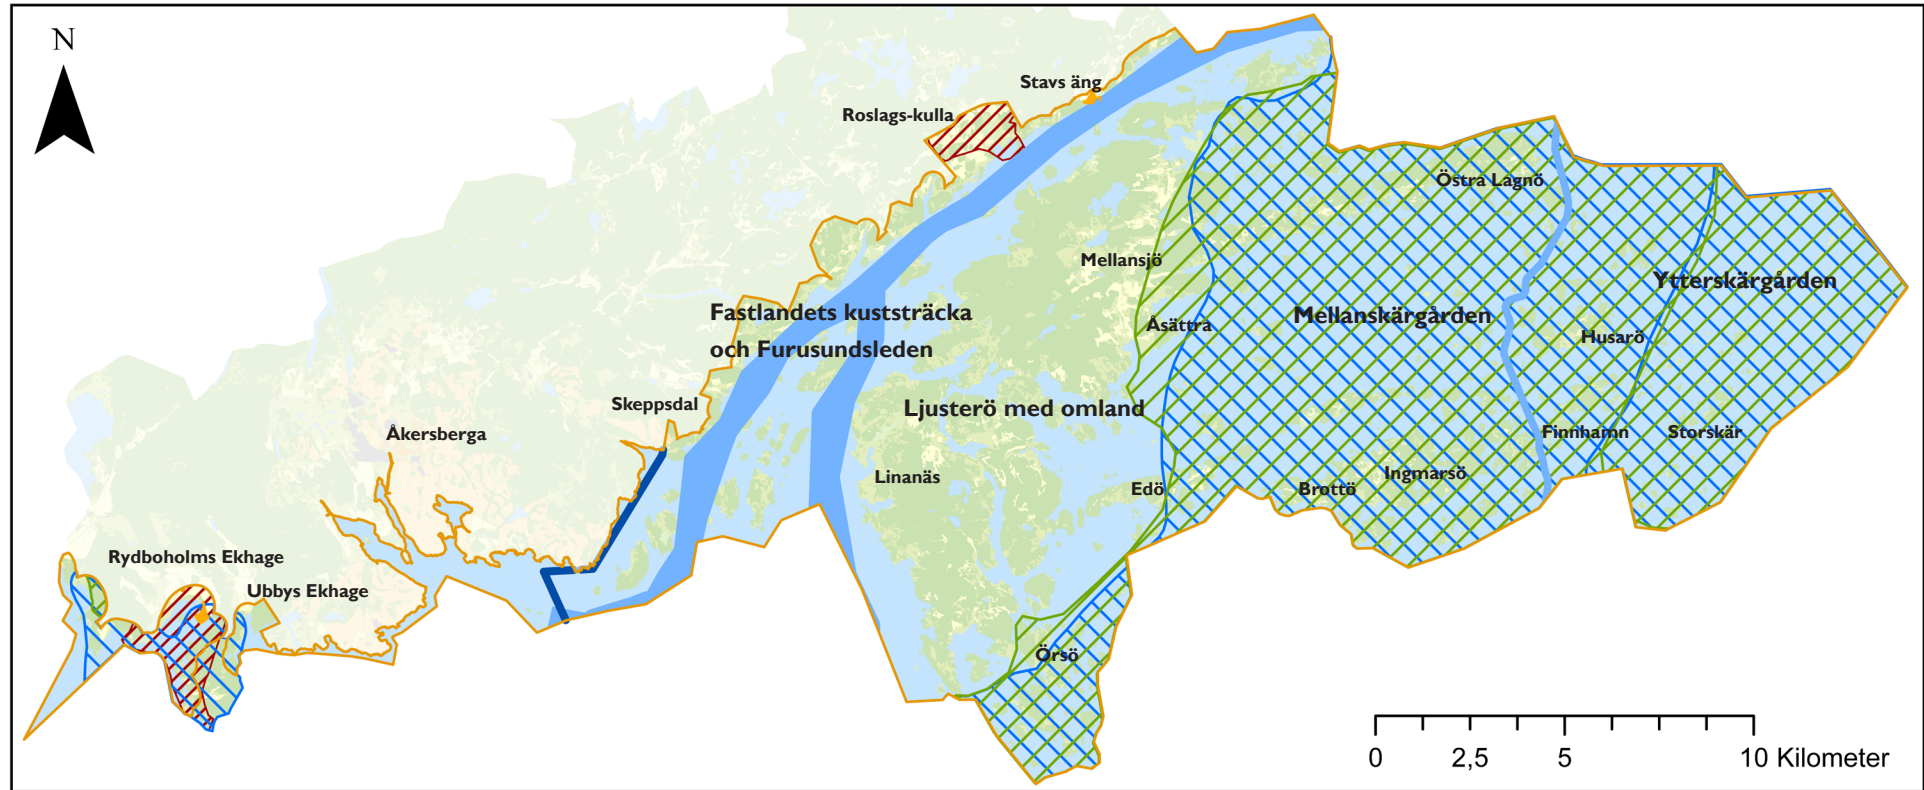 N
Stavs äng
Roslags-kulla
Östra Lagnö
Mellansjö
Ytterskärgården
Fastlandets kuststräcka
och Furusundsleden
Mellanskärgården
Åsättra
Husarö
Skeppsdal
Ljusterö med omland
Åkersberga
Finnhamn
Storskär
Linanäs
Ingmarsö
Edö
Brottö
Rydboholms Ekhage
Ubbys Ekhage
Örsö
0 2,5 5 10 Kilometer